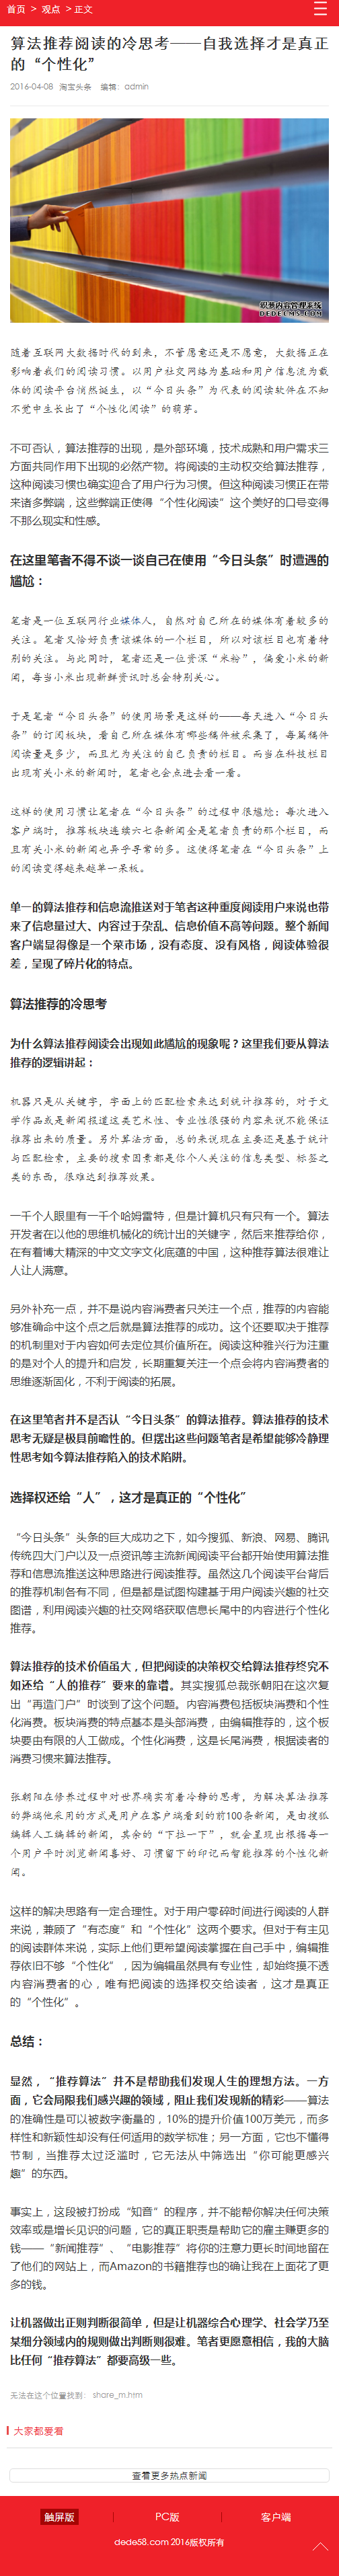 首页 > 观点 > 正文
算法推荐阅读的冷思考——自我选择才是真正
的“个性化”
2016-04-08 淘宝头条 编辑：admin
织梦内容管理系统
DEDECMS.COM
随着互联网大数据时代的到来，不管愿意还是不愿意，大数据正在
影响着我们的阅读习惯。以用户社交网络为基础和用户信息流为载
体的阅读平台悄然诞生，以“今日头条”为代表的阅读软件在不知
不觉中生长出了“个性化阅读”的萌芽。
不可否认，算法推荐的出现，是外部环境，技术成熟和用户需求三
方面共同作用下出现的必然产物。将阅读的主动权交给算法推荐，
这种阅读习惯也确实迎合了用户行为习惯。但这种阅读习惯正在带
来诸多弊端，这些弊端正使得“个性化阅读”这个美好的口号变得
不那么现实和性感。
在这里笔者不得不谈一谈自己在使用“今日头条”时遭遇的
尴尬：
笔者是一位互联网行业媒体人，自然对自己所在的媒体有着较多的
关注。笔者又恰好负责该媒体的一个栏目，所以对该栏目也有着特
别的关注。与此同时，笔者还是一位资深“米粉”，偏爱小米的新
闻，每当小米出现新鲜资讯时总会特别关心。
于是笔者“今日头条”的使用场景是这样的——每天进入“今日头
条”的订阅板块，看自己所在媒体有哪些稿件被采集了，每篇稿件
阅读量是多少，而且尤为关注的自己负责的栏目。而当在科技栏目
出现有关小米的新闻时，笔者也会点进去看一看。
这样的使用习惯让笔者在“今日头条”的过程中很尴尬：每次进入
客户端时，推荐板块连续六七条新闻全是笔者负责的那个栏目，而
且有关小米的新闻也异乎寻常的多。这使得笔者在“今日头条”上
的阅读变得越来越单一呆板。
单一的算法推荐和信息流推送对于笔者这种重度阅读用户来说也带
来了信息量过大、内容过于杂乱、信息价值不高等问题。整个新闻
客户端显得像是一个菜市场，没有态度、没有风格，阅读体验很
差，呈现了碎片化的特点。
算法推荐的冷思考
为什么算法推荐阅读会出现如此尴尬的现象呢？这里我们要从算法
推荐的逻辑讲起：
机器只是从关键字，字面上的匹配检索来达到统计推荐的，对于文
学作品或是新闻报道这类艺术性、专业性很强的内容来说不能保证
推荐出来的质量。另外算法方面，总的来说现在主要还是基于统计
与匹配检索，主要的搜索因素都是你个人关注的信息类型、标签之
类的东西，很难达到推荐效果。
一千个人眼里有一千个哈姆雷特，但是计算机只有只有一个。算法
开发者在以他的思维机械化的统计出的关键字，然后来推荐给你，
在有着博大精深的中文文字文化底蕴的中国，这种推荐算法很难让
人让人满意。
另外补充一点，并不是说内容消费者只关注一个点，推荐的内容能
够准确命中这个点之后就是算法推荐的成功。这个还要取决于推荐
的机制里对于内容如何去定位其价值所在。阅读这种雅兴行为注重
的是对个人的提升和启发，长期重复关注一个点会将内容消费者的
思维逐渐固化，不利于阅读的拓展。
在这里笔者并不是否认“今日头条”的算法推荐。算法推荐的技术
思考无疑是极具前瞻性的。但摆出这些问题笔者是希望能够冷静理
性思考如今算法推荐陷入的技术陷阱。
选择权还给“人”，这才是真正的“个性化”
“今日头条”头条的巨大成功之下，如今搜狐、新浪、网易、腾讯
传统四大门户以及一点资讯等主流新闻阅读平台都开始使用算法推荐
和信息流推送这种思路进行阅读推荐。虽然这几个阅读平台背后
的推荐机制各有不同，但是都是试图构建基于用户阅读兴趣的社交
图谱，利用阅读兴趣的社交网络获取信息长尾中的内容进行个性化
推荐。
算法推荐的技术价值虽大，但把阅读的决策权交给算法推荐终究不
如还给“人的推荐”要来的靠谱。其实搜狐总裁张朝阳在这次复
出“再造门户”时谈到了这个问题。内容消费包括板块消费和个性
化消费。板块消费的特点基本是头部消费，由编辑推荐的，这个板
块要由有限的人工做成。个性化消费，这是长尾消费，根据读者的
消费习惯来算法推荐。
张朝阳在修养过程中对世界确实有着冷静的思考，为解决算法推荐
的弊端他采用的方式是用户在客户端看到的前100条新闻，是由搜狐
编辑人工编辑的新闻，其余的“下拉一下”，就会呈现出根据每一
个用户平时浏览新闻喜好、习惯留下的印记而智能推荐的个性化新
闻。
这样的解决思路有一定合理性。对于用户零碎时间进行阅读的人群
来说，兼顾了“有态度”和“个性化”这两个要求。但对于有主见
的阅读群体来说，实际上他们更希望阅读掌握在自己手中，编辑推
荐依旧不够“个性化”，因为编辑虽然具有专业性，却始终摸不透
内容消费者的心，唯有把阅读的选择权交给读者，这才是真正
的“个性化”。
总结：
显然，“推荐算法”并不是帮助我们发现人生的理想方法。一方
面，它会局限我们感兴趣的领域，阻止我们发现新的精彩——算法
的准确性是可以被数字衡量的，10%的提升价值100万美元，而多
样性和新颖性却没有任何适用的数学标准；另一方面，它也不懂得
节制，当推荐太过泛滥时，它无法从中筛选出“你可能更感兴
趣”的东西。
事实上，这段被打扮成“知音”的程序，并不能帮你解决任何决策
效率或是增长见识的问题，它的真正职责是帮助它的雇主赚更多的
钱——“新闻推荐”、“电影推荐”将你的注意力更长时间地留在
了他们的网站上，而Amazon的书籍推荐也的确让我在上面花了更
多的钱。
让机器做出正则判断很简单，但是让机器综合心理学、社会学乃至
某细分领域内的规则做出判断则很难。笔者更愿意相信，我的大脑
比任何“推荐算法”都要高级一些。
无法在这个位置找到： share_m.htm
大家都爱看
查看更多热点新闻
触屏版 PC版 客户端
dede58.com 2016版权所有